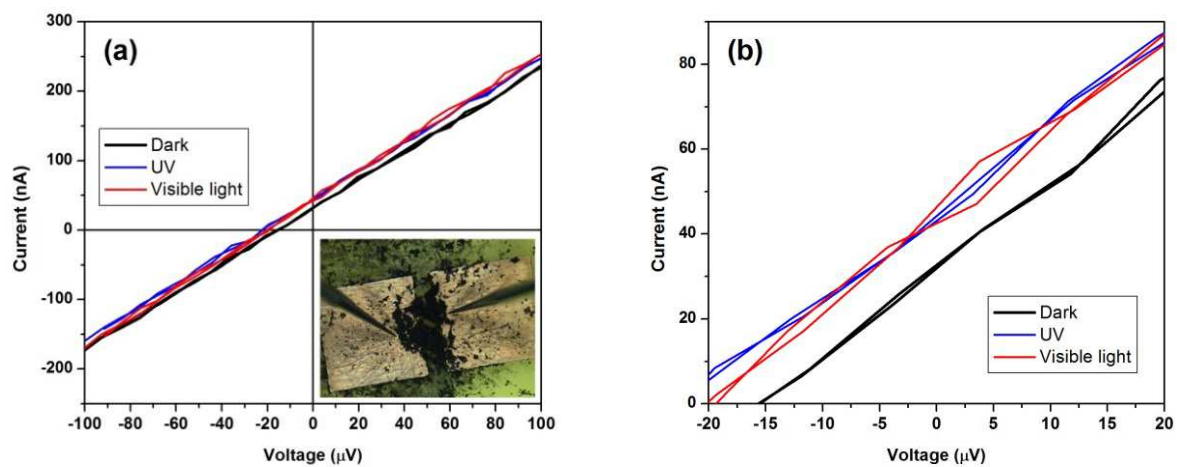 (a)
Current (nA)
300
200
100
0
-100
-200
Dark
UV
Visible light
-100 -80 -60 -40 -20 0 20 40 60 80 100
Voltage (μV)
(b)
Current (nA)
80
60
40
20
0
Dark
UV
Visible light
-20 -15 -10 -5 0 5 10 15 20
Voltage (μV)